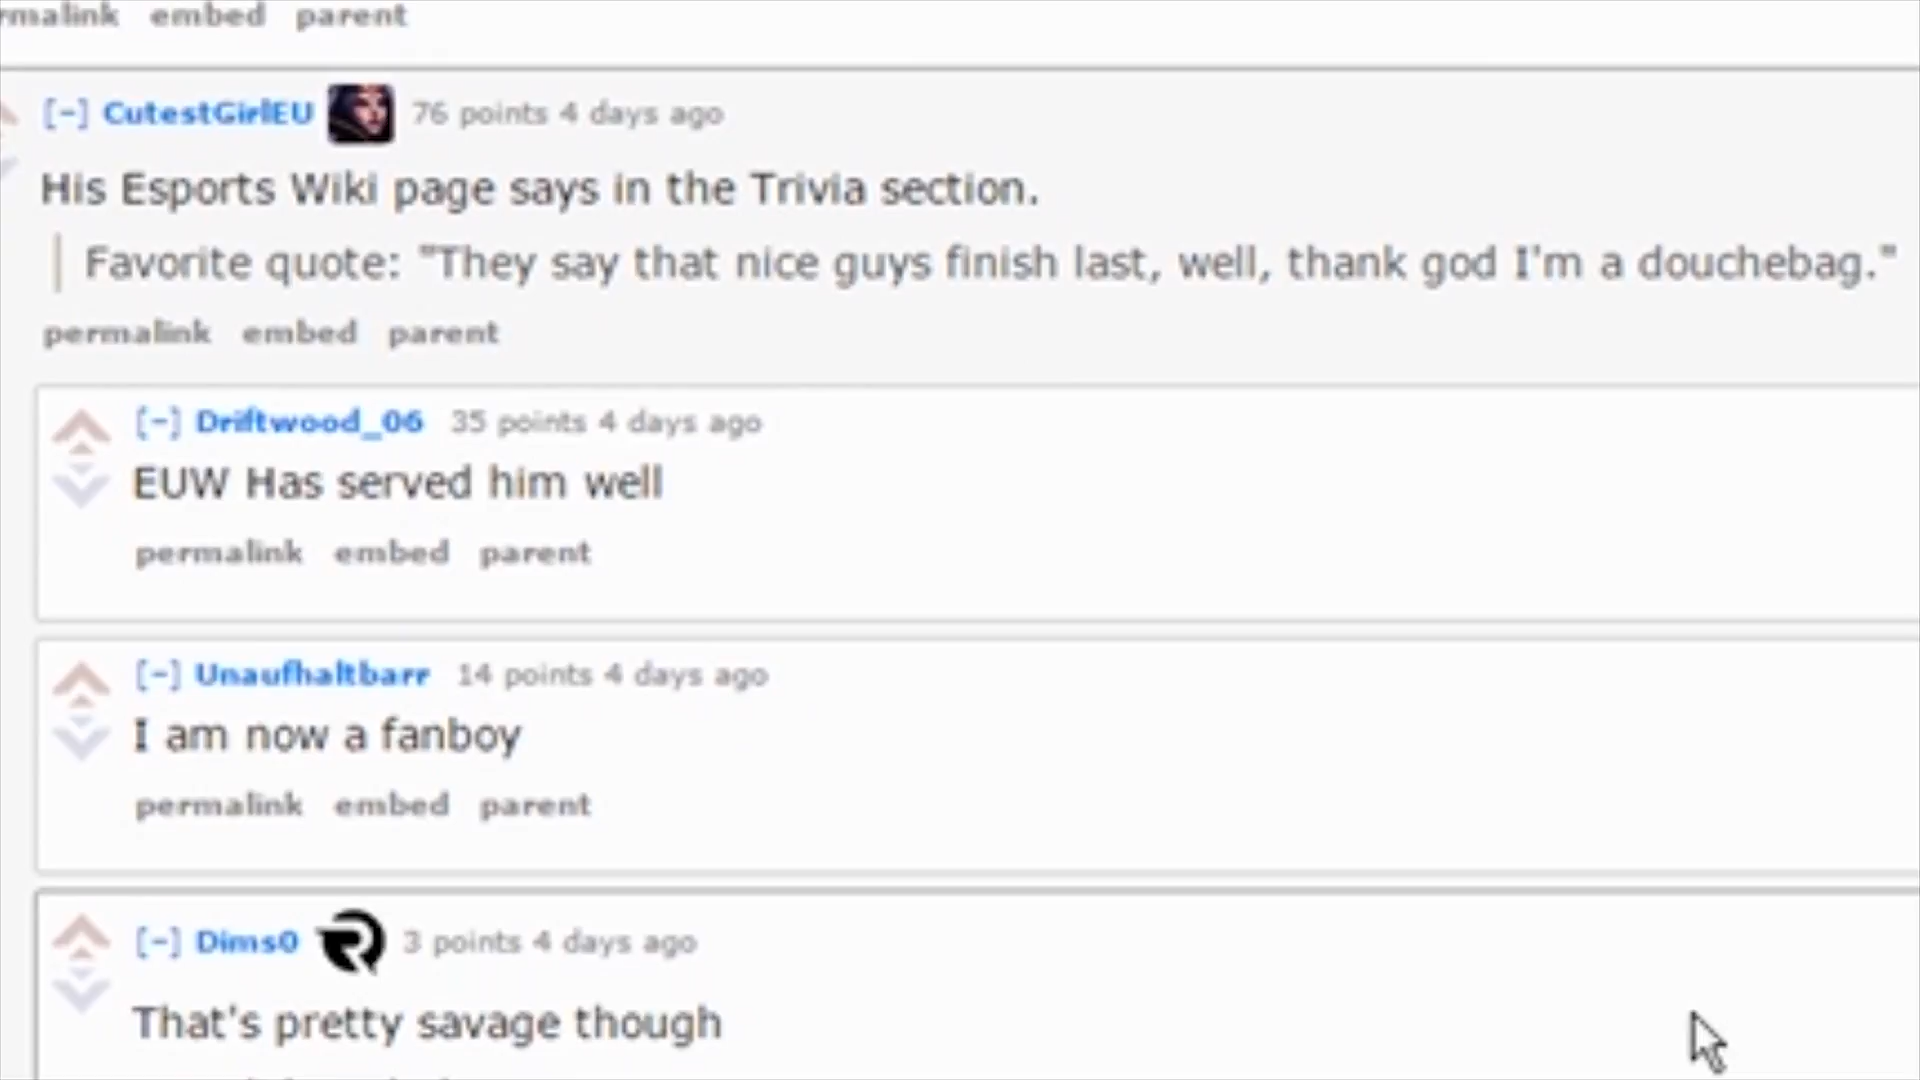 permalink embed parent
[-] CutestGirlEU 76 points 4 days ago
His Esports Wiki page says in the Trivia section.
Favorite quote: "They say that nice guys finish last, well, thank god I'm a douchebag."
permalink embed parent
[-] Driftwood_06 35 points 4 days ago
EUW Has served him well
permalink embed parent
[-] Unaufhaltbarr 14 points 4 days ago
I am now a fanboy
permalink embed parent
[-] Dims0 3 points 4 days ago
That's pretty savage though